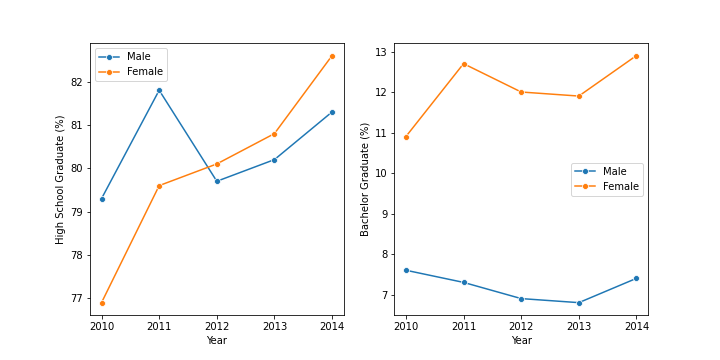 Male
Female
82
81
80
79
78
77
High School Graduate (%)
2010 2011 2012 2013 2014
Year
13
12
11
10
9
8
7
Bachelor Graduate (%)
Male
Female
2010 2011 2012 2013 2014
Year